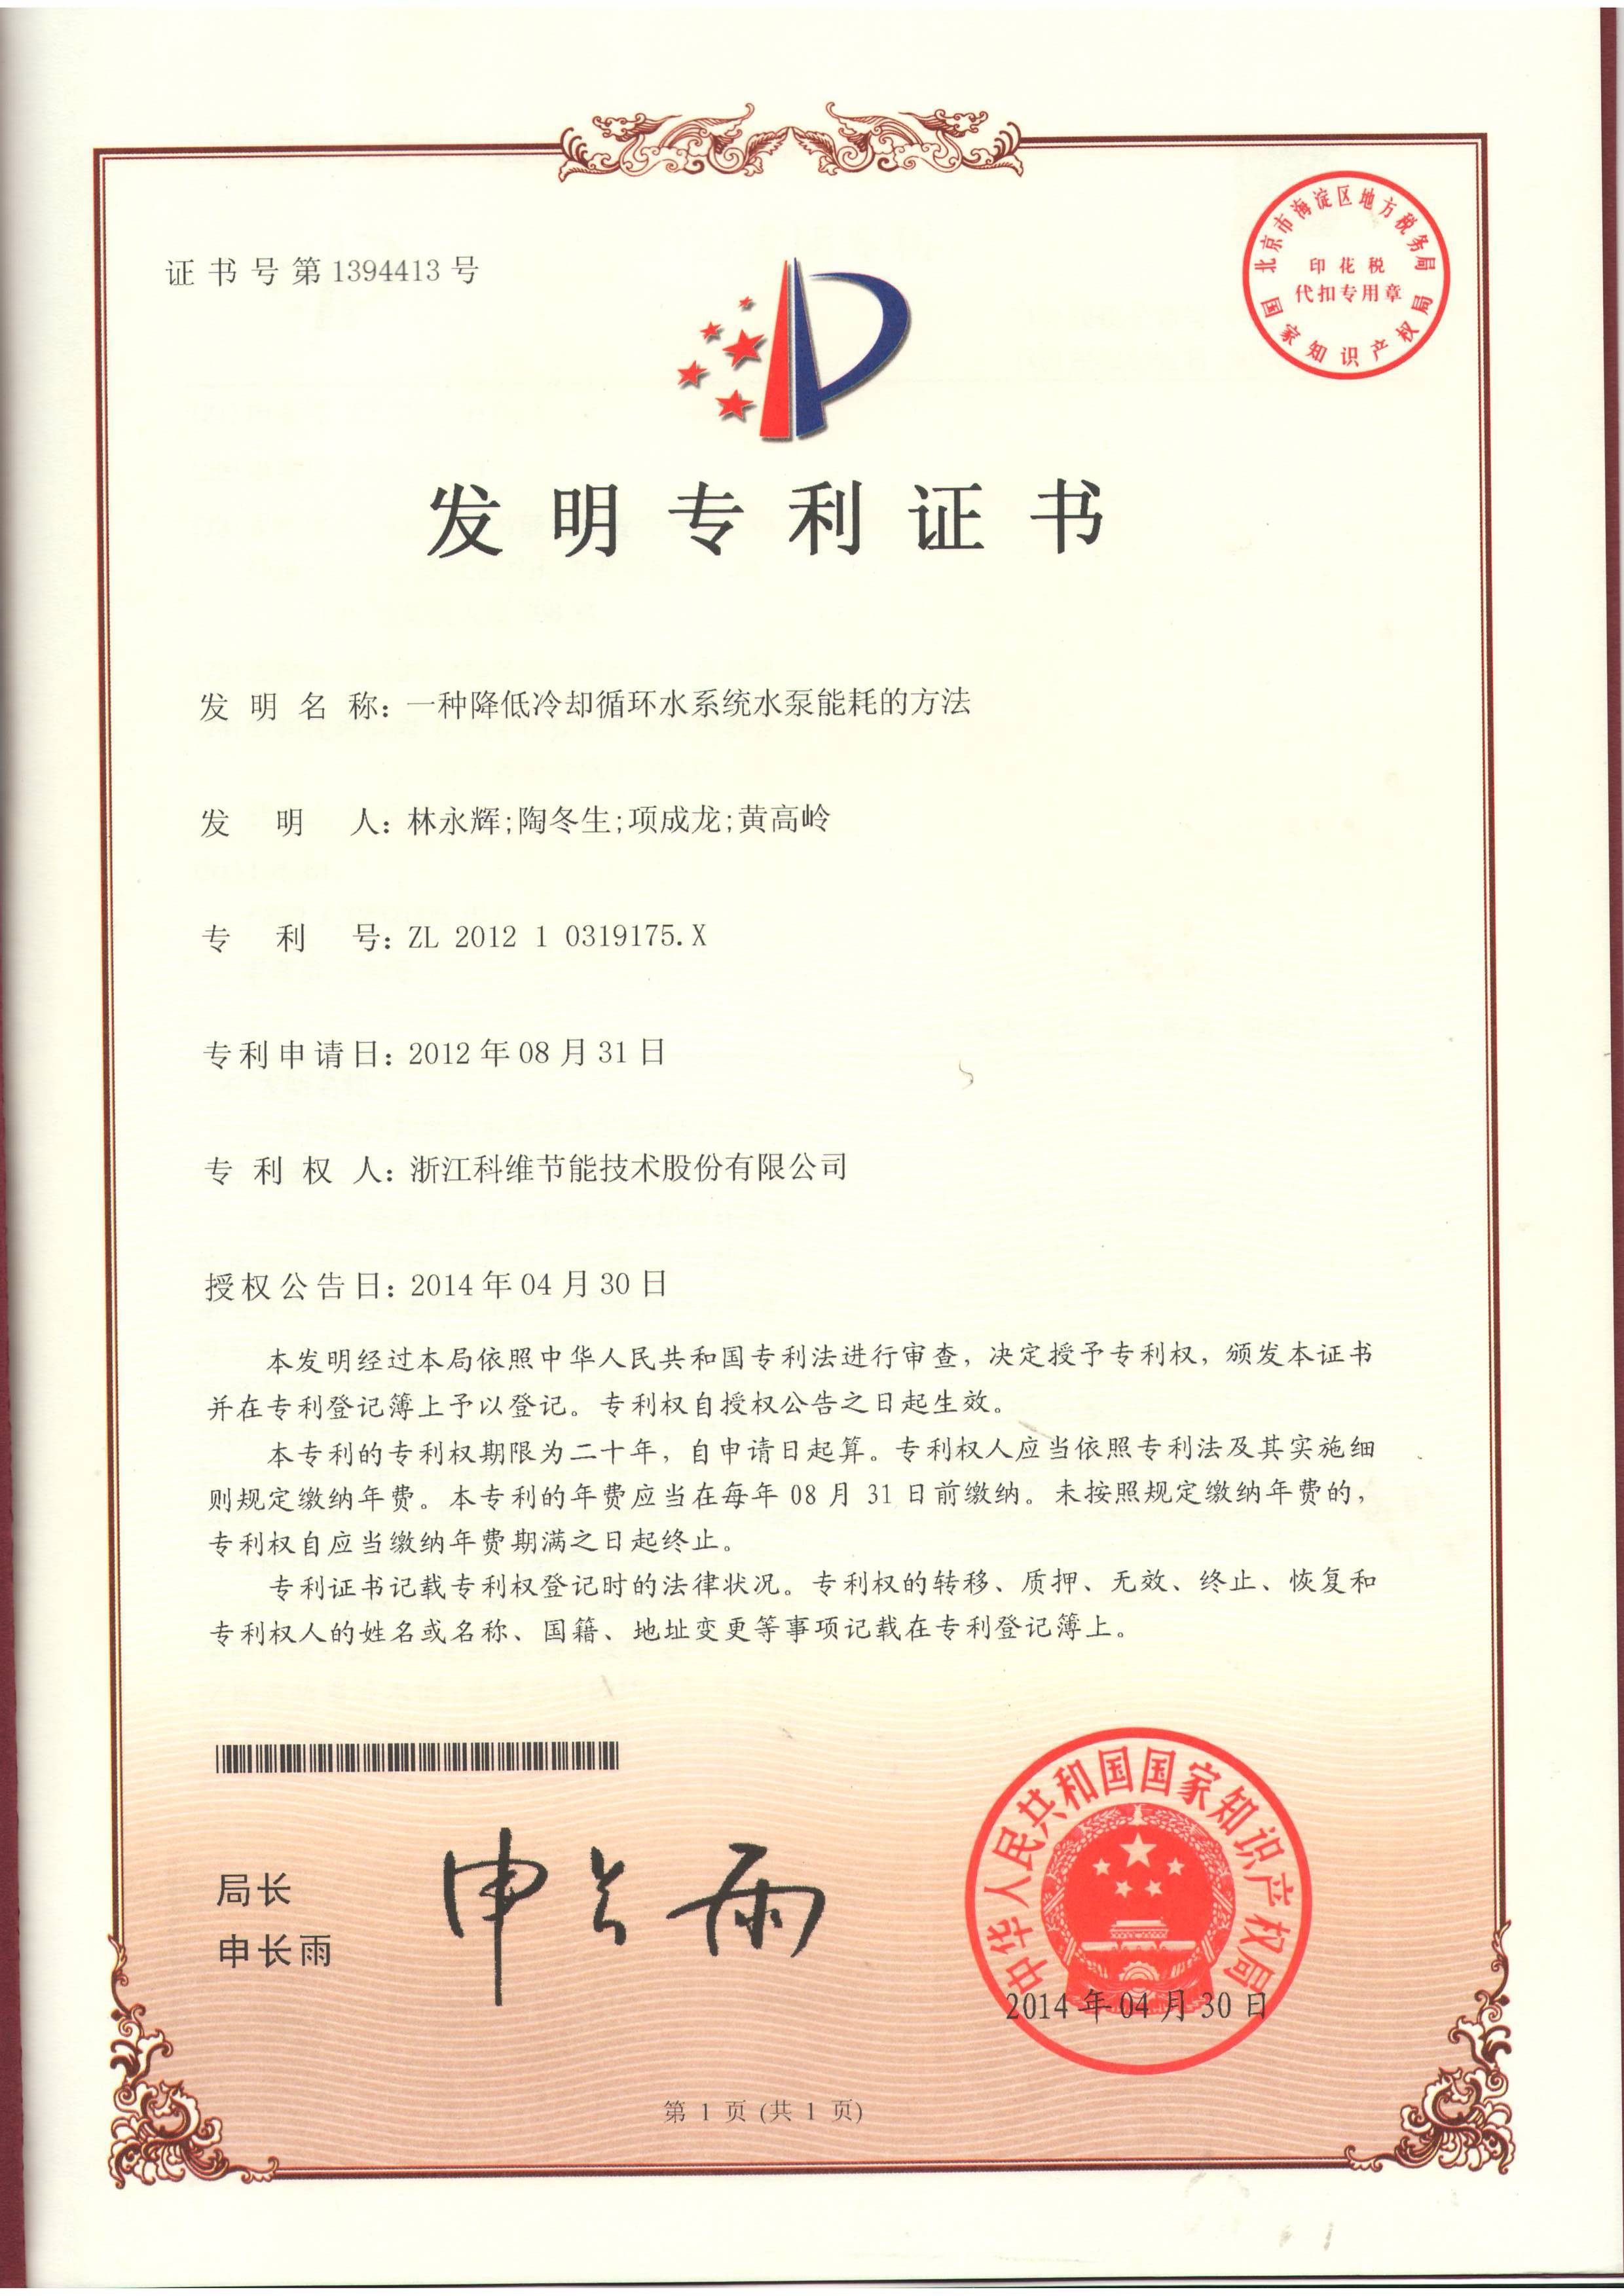 证书号第1394413号
北京市海淀区地方税务局
印花税
代扣专用章
国家知识产权局
发明专利证书
发明名称：一种降低冷却循环水系统水泵能耗的方法
发明人：林永辉;陶冬生;项成龙;黄高岭
专利号：ZL 2012 1 0319175.X
专利申请日：2012年08月31日
专利权人：浙江科维节能技术股份有限公司
授权公告日：2014年04月30日
本发明经过本局依照中华人民共和国专利法进行审查，决定授予专利权，颁发本证书
并在专利登记簿上予以登记。专利权自授权公告之日起生效。
本专利的专利权期限为二十年，自申请日起算。专利权人应当依照专利法及其实施细
则规定缴纳年费。本专利的年费应当在每年08月31日前缴纳。未按照规定缴纳年费的，
专利权自应当缴纳年费期满之日起终止。
专利证书记载专利权登记时的法律状况。专利权的转移、质押、无效、终止、恢复和
专利权人的姓名或名称、国籍、地址变更等事项记载在专利登记簿上。
局长
申长雨
申长雨
中华人民共和国国家知识产权局
2014年04月30日
第1页(共1页)